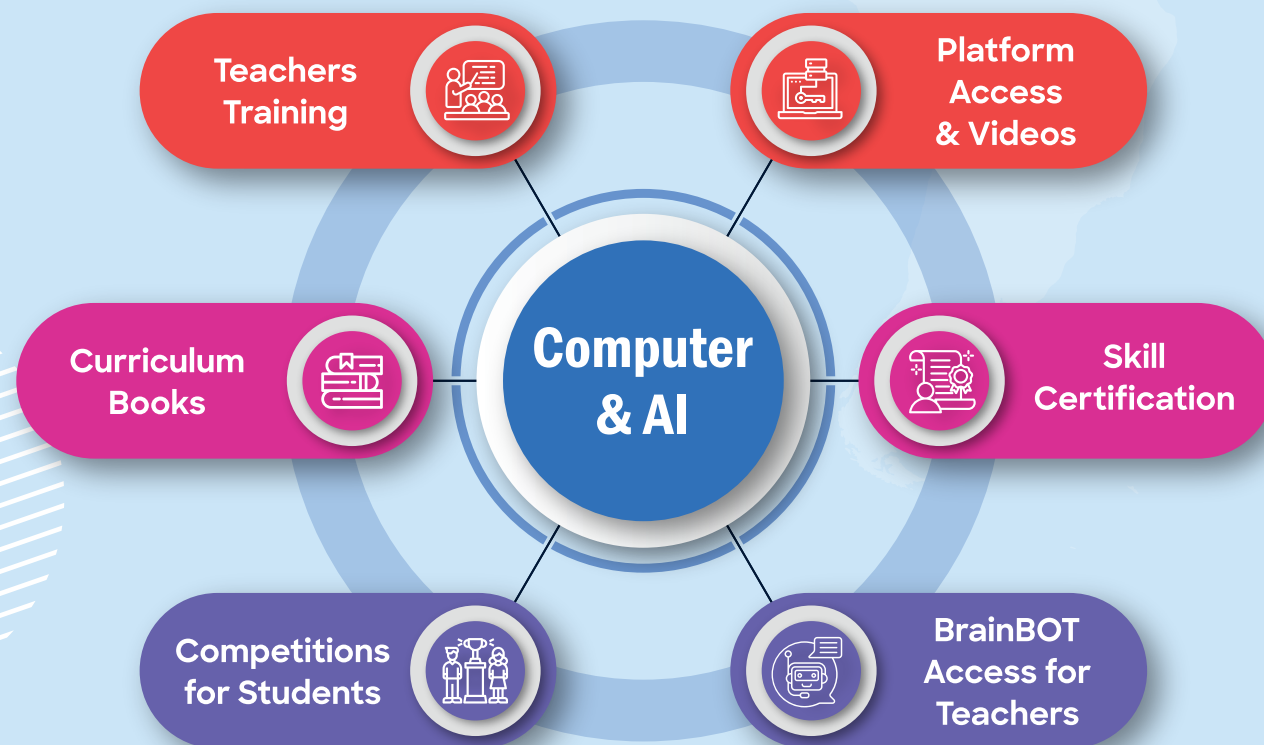 Teachers
Training
Platform
Access
& Videos
Curriculum
Books
Computer
& AI
Skill
Certification
Competitions
for Students
BrainBOT
Access for
Teachers